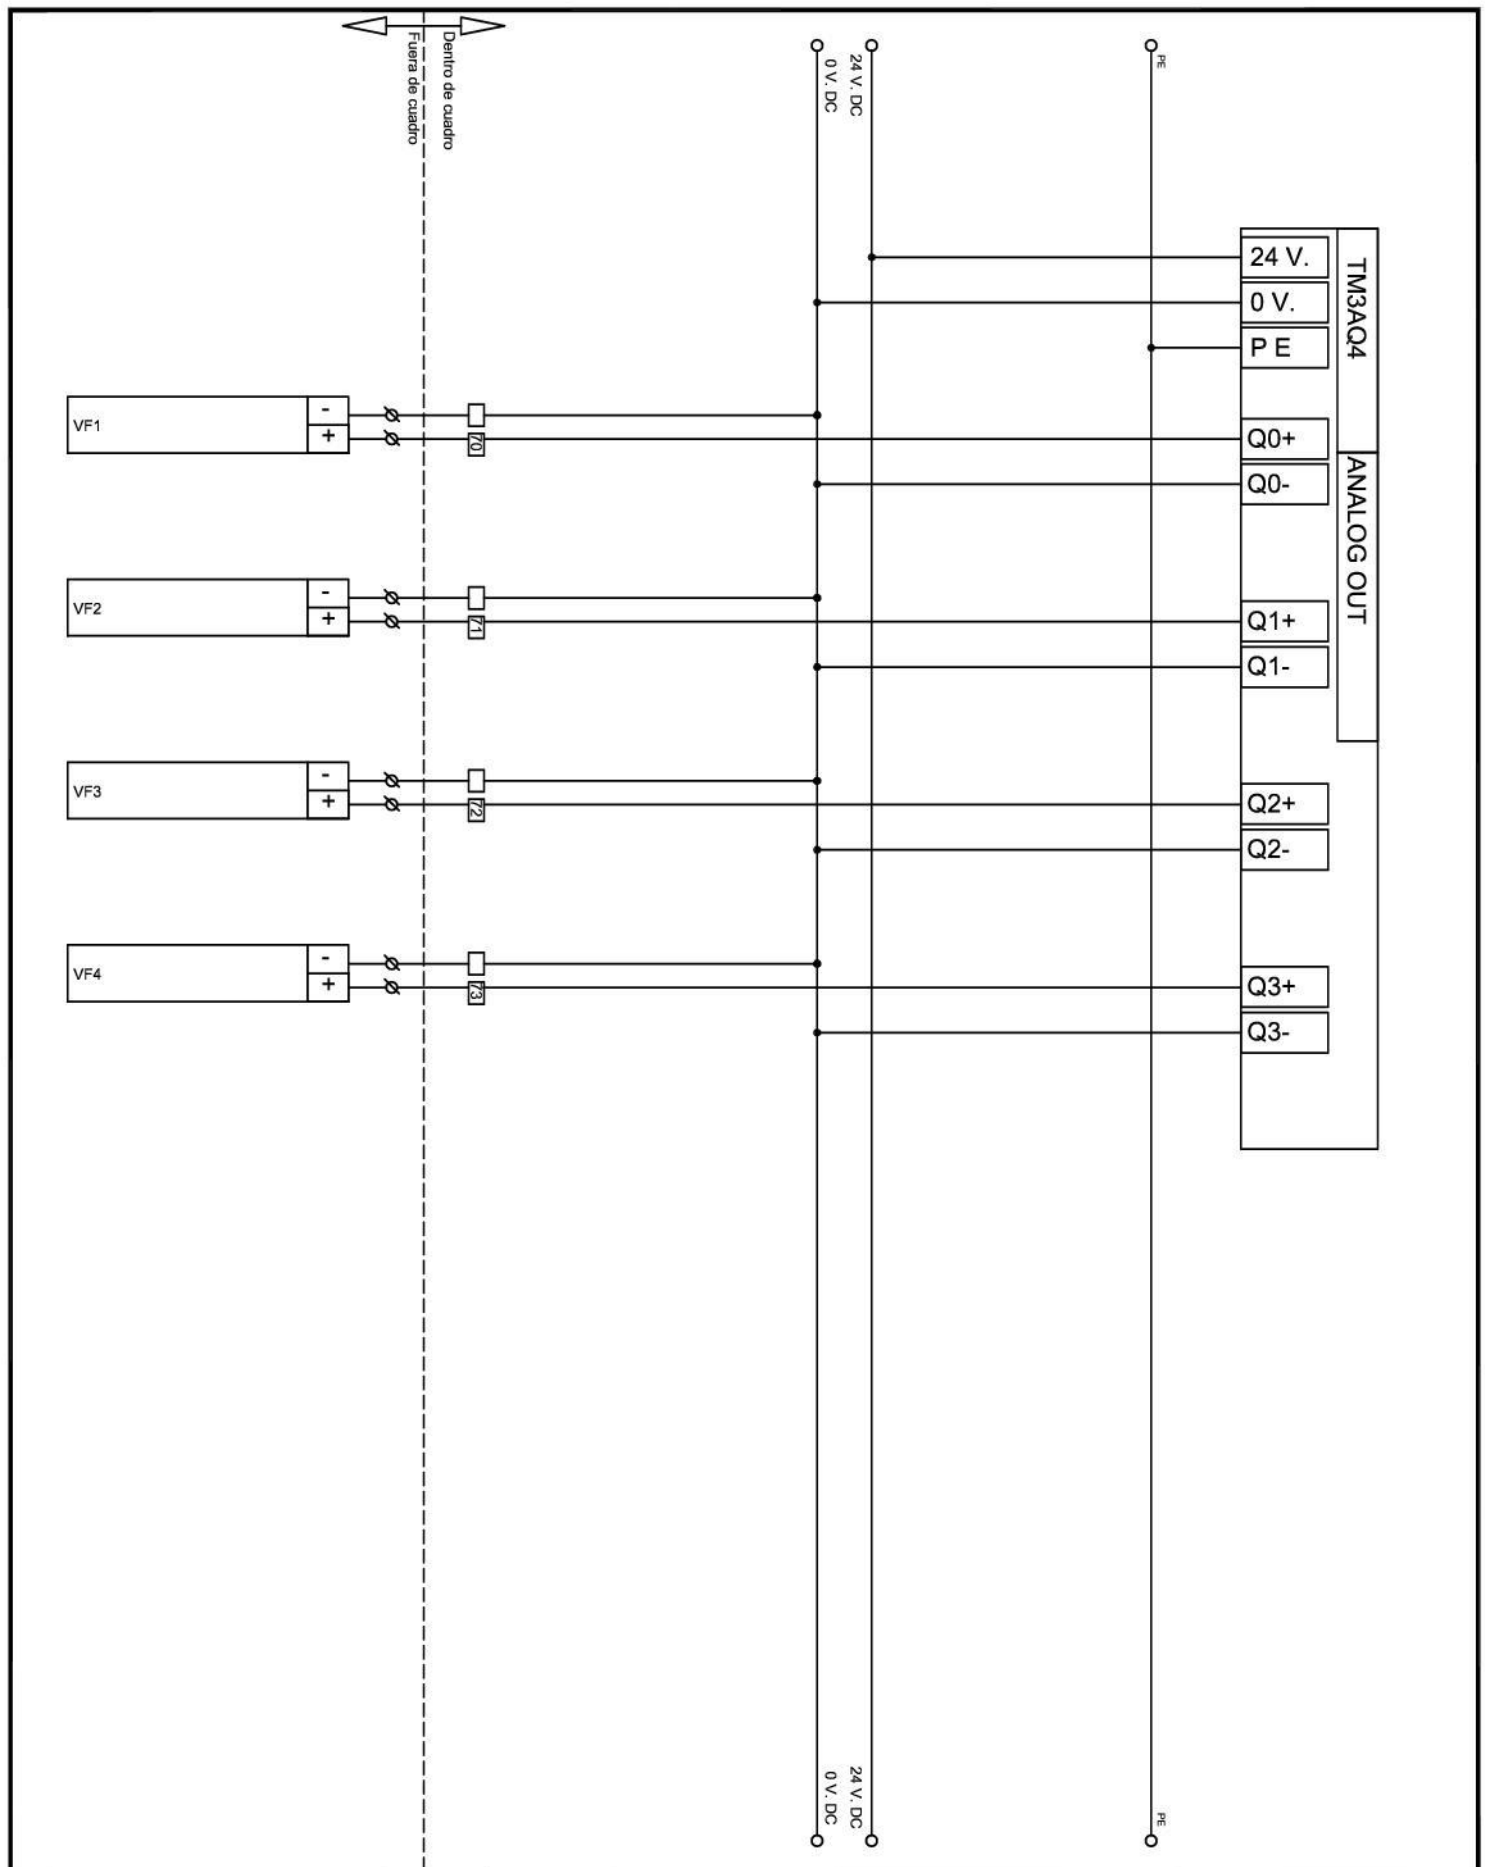 Dentro de cuadro
Fuera de cuadro
0 V. DC
24 V. DC
PE
TM3AQ4
ANALOG OUT
24 V.
0 V.
P E
VF1
-
+
70
Q0+
Q0-
VF2
-
+
71
Q1+
Q1-
VF3
-
+
72
Q2+
Q2-
VF4
-
+
73
Q3+
Q3-
0 V. DC
24 V. DC
PE